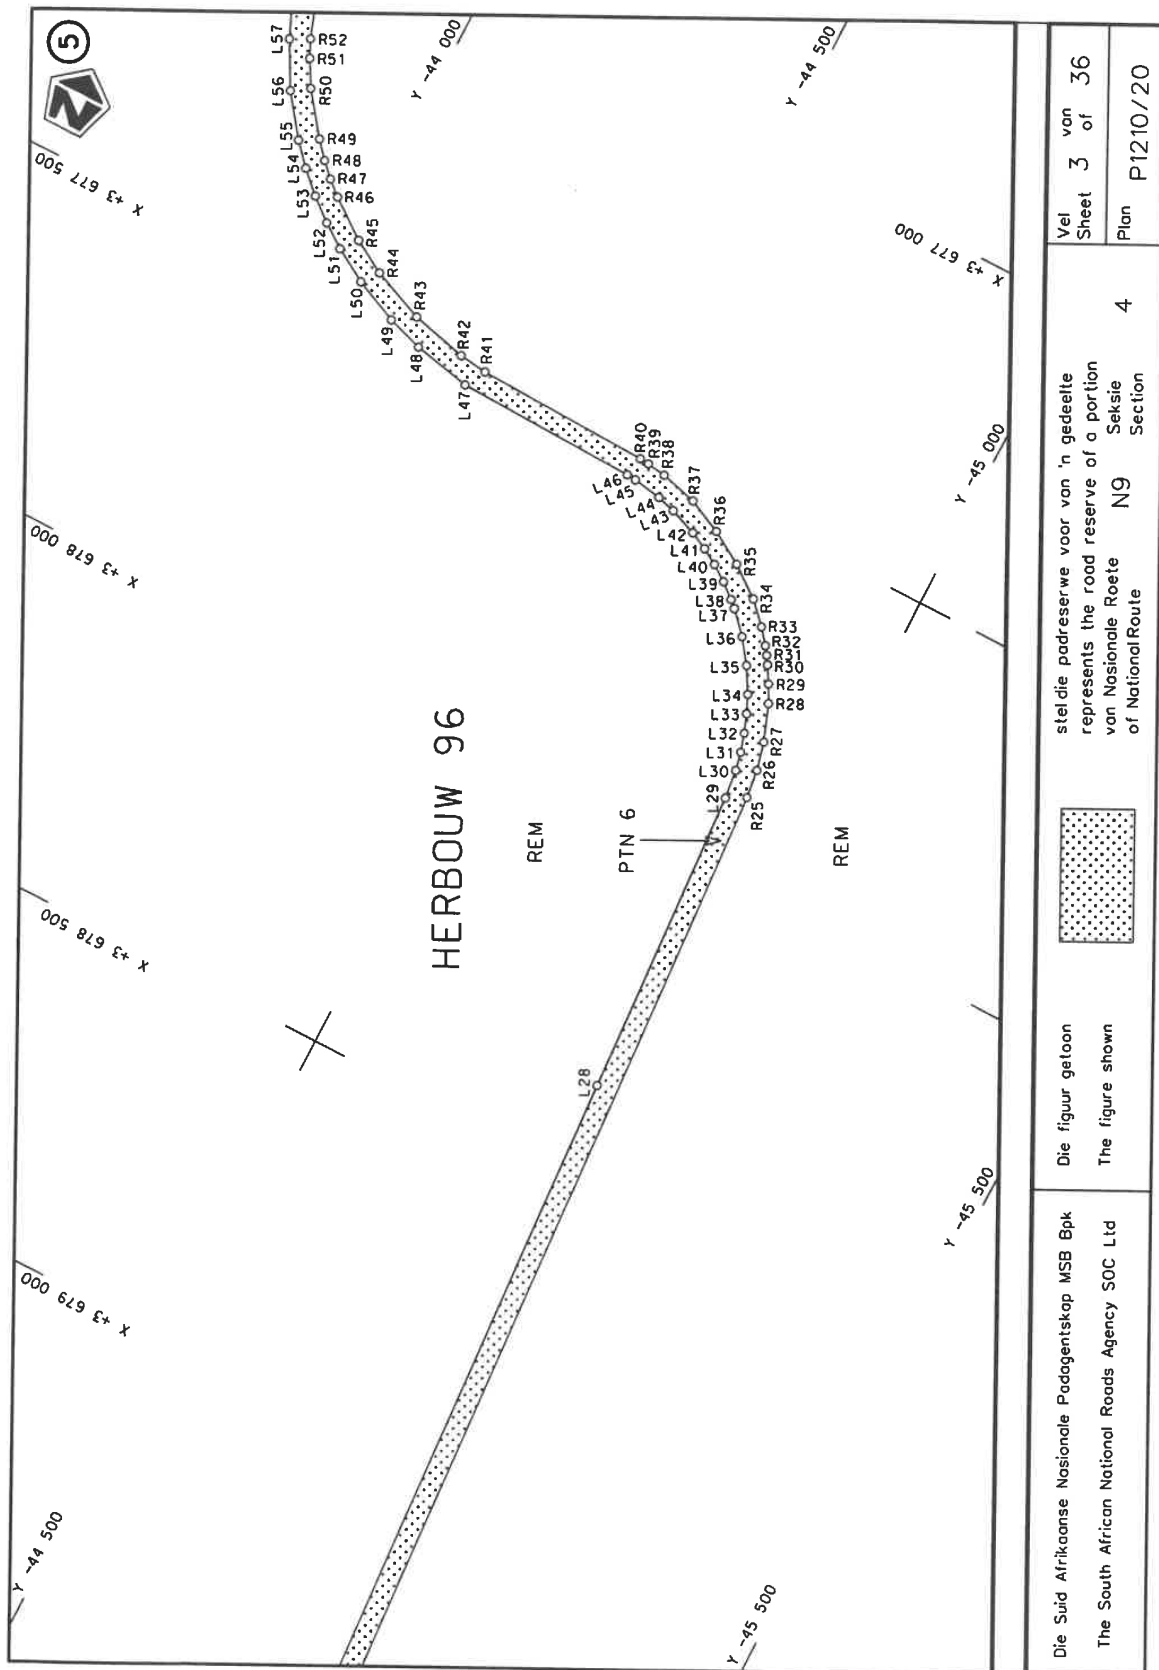 5
N
X +3 677 500
X +3 678 000
X +3 678 500
X +3 679 000
Y -44 500
Y -44 000
Y -44 500
X +3 677 000
Y -45 000
Y -45 500
Y -45 500
L57
L56
L55
L54
L53
L52
L51
L50
L49
L48
L47
L46
L45
L44
L43
L42
L41
L40
L39
L38
L37
L36
L35
L34
L33
L32
L31
L30
L29
L28
R52
R51
R50
R49
R48
R47
R46
R45
R44
R43
R42
R41
R40
R39
R38
R37
R36
R35
R34
R33
R32
R31
R30
R29
R28
R27
R26
R25
HERBOUW 96
REM
PTN 6
REM
Die Suid Afrikaanse Nasionale Padagentskap MSB Bpk
The South African National Roads Agency SOC Ltd
Die figuur getoon
The figure shown
stel die padreserwe voor van 'n gedeelte
represents the road reserve of a portion
van Nasionale Roete N9 Seksie 4
of National Route Section
Vel 3 van 36
Sheet of
Plan P1210/20